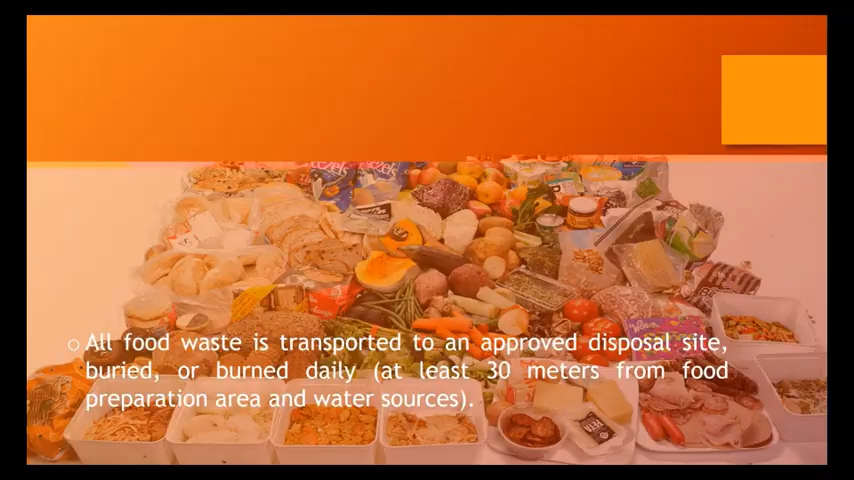 All food waste is transported to an approved disposal site,
buried, or burned daily (at least 30 meters from food
preparation area and water sources).
FETA